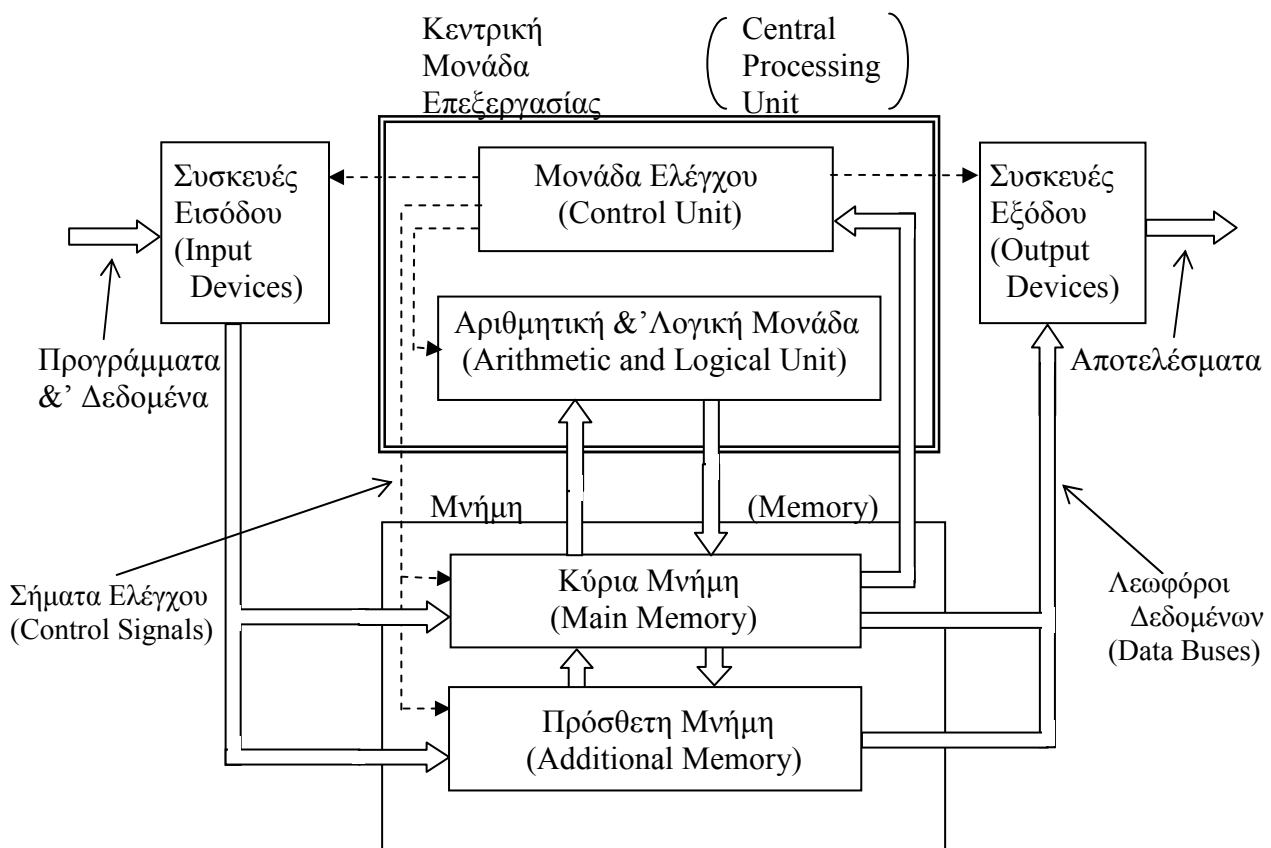 Κεντρική
Μονάδα
Επεξεργασίας
Central
Processing
Unit
Συσκευές
Εισόδου
(Input
Devices)
Μονάδα Ελέγχου
(Control Unit)
Συσκευές
Εξόδου
(Output
Devices)
Αριθμητική &’Λογική Μονάδα
(Arithmetic and Logical Unit)
Προγράμματα
&’ Δεδομένα
Αποτελέσματα
Μνήμη (Memory)
Κύρια Μνήμη
(Main Memory)
Σήματα Ελέγχου
(Control Signals)
Λεωφόροι
Δεδομένων
(Data Buses)
Πρόσθετη Μνήμη
(Additional Memory)